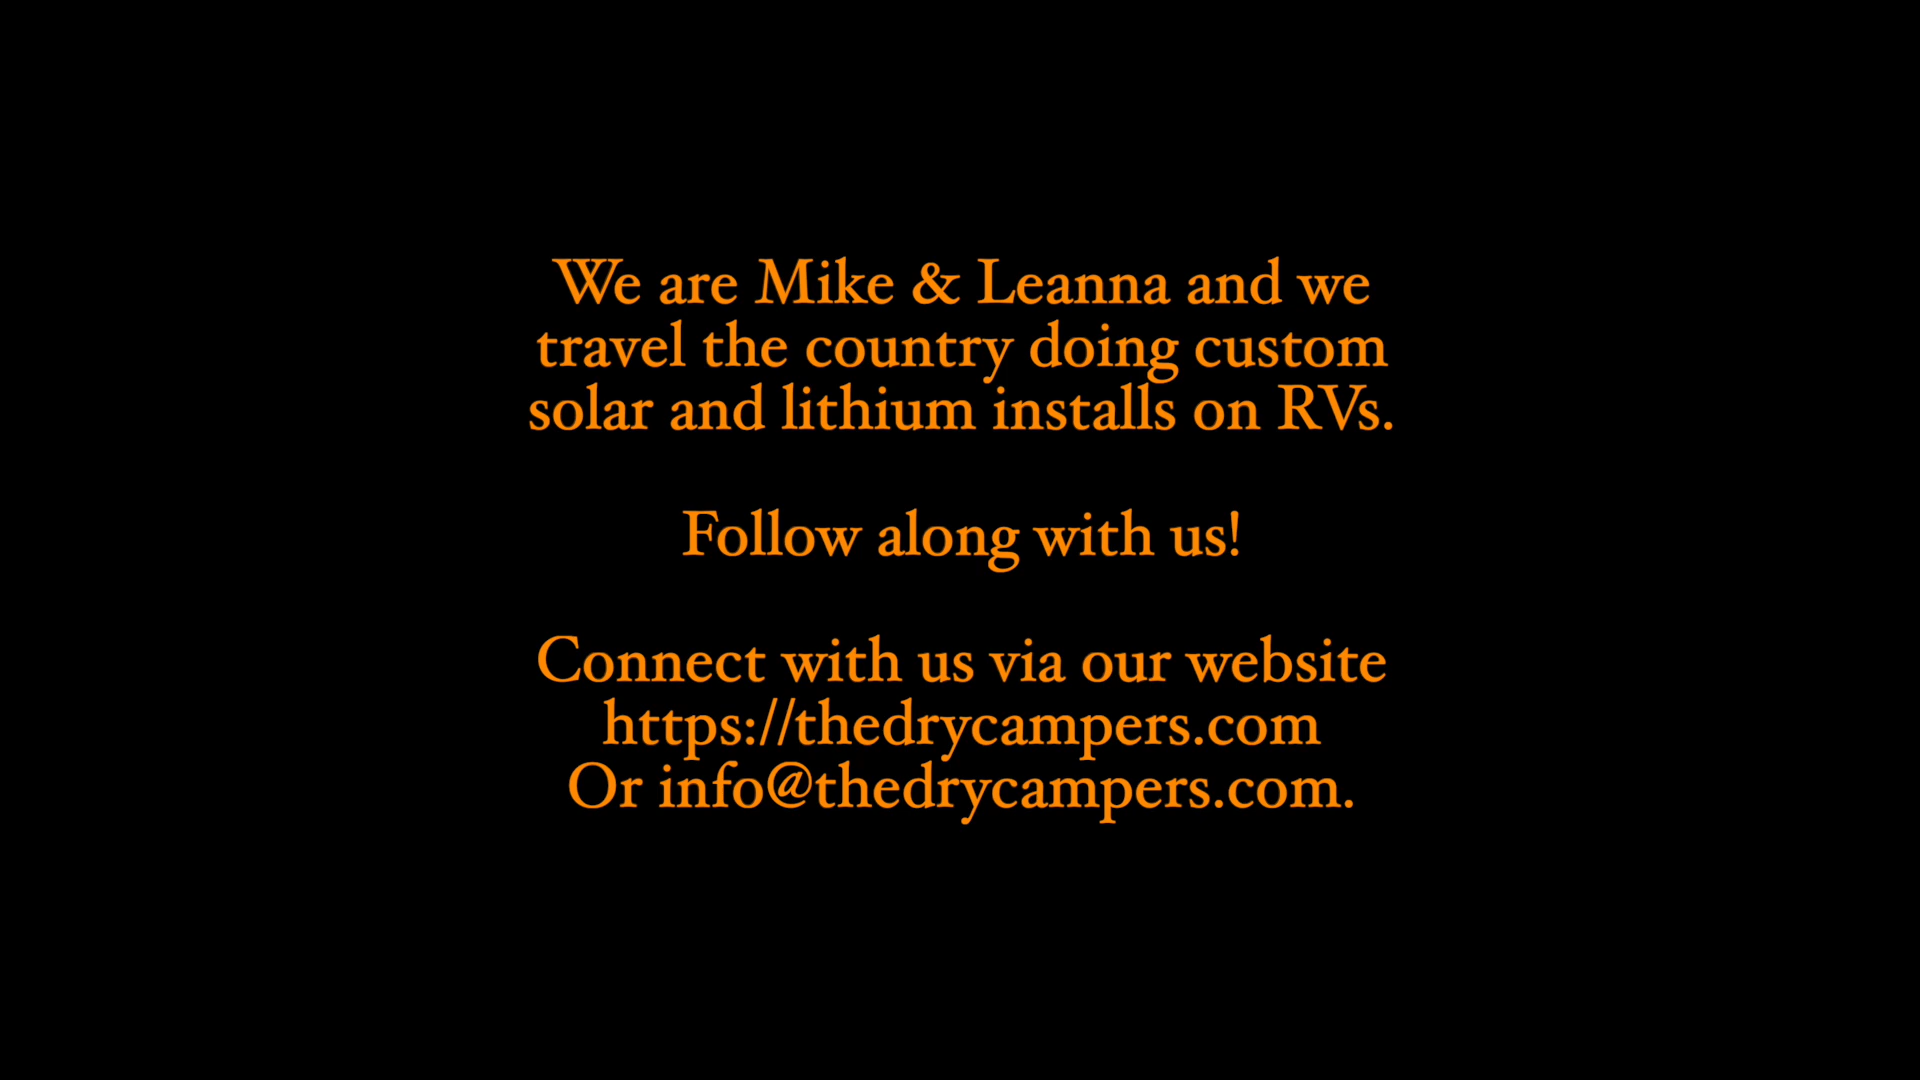 We are Mike & Leanna and we
travel the country doing custom
solar and lithium installs on RVs.
Follow along with us!
Connect with us via our website
https://thedrycampers.com
Or info@thedrycampers.com.